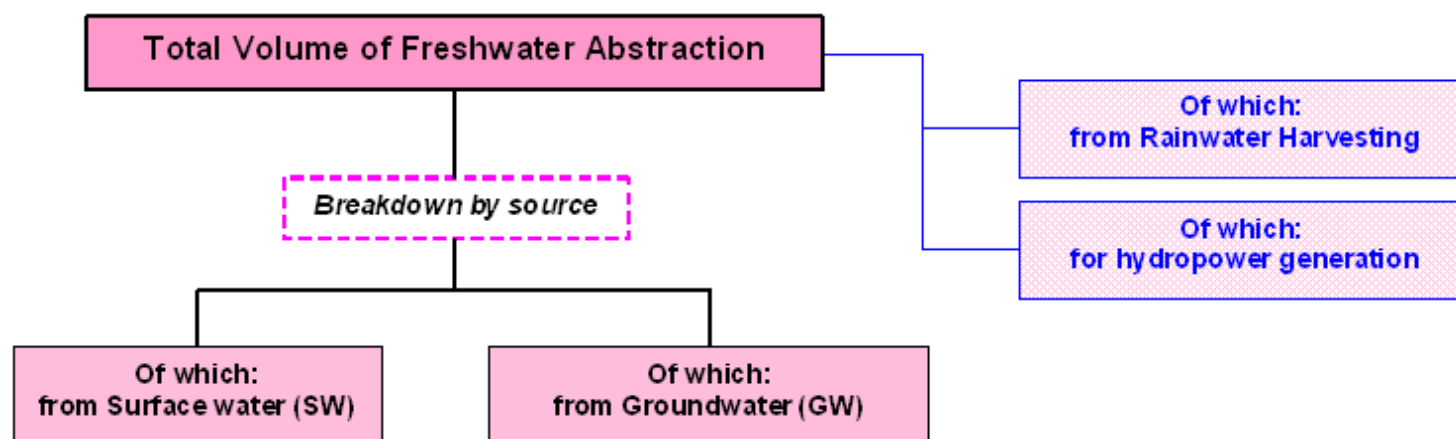 Total Volume of Freshwater Abstraction
Of which:
from Rainwater Harvesting
Breakdown by source
Of which:
for hydropower generation
Of which:
from Surface water (SW)
Of which:
from Groundwater (GW)